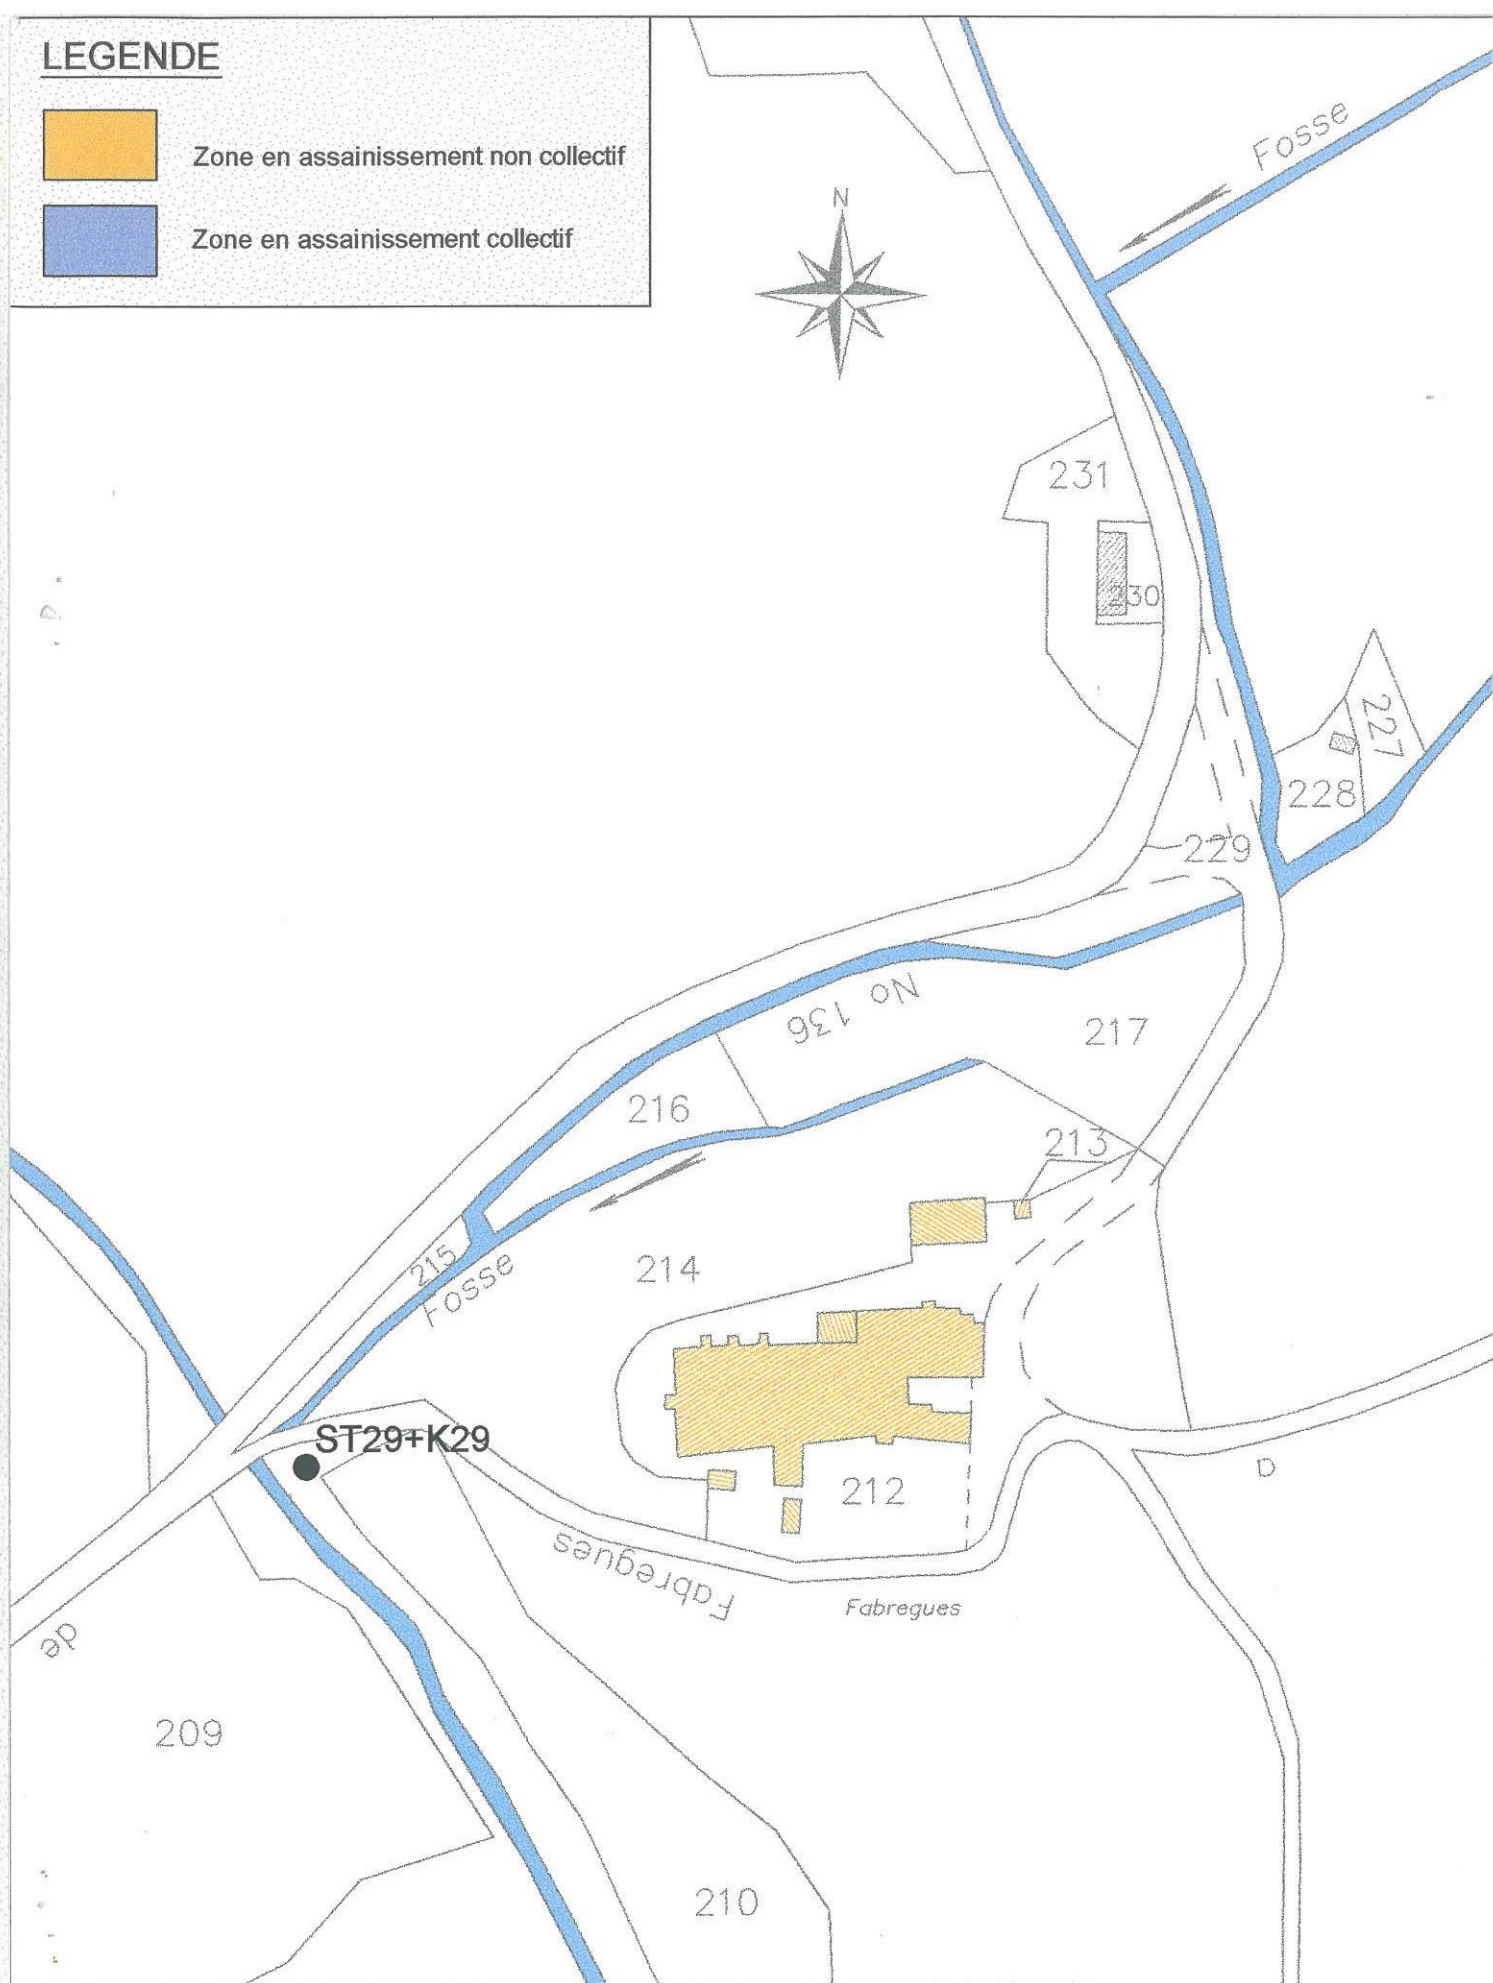 LEGENDE
Zone en assainissement non collectif
Zone en assainissement collectif
N
Fosse
231
230
227
228
229
No 136
217
216
213
215
Fosse
214
ST29+K29
212
D
Fabregues
Fabregues
de
209
210